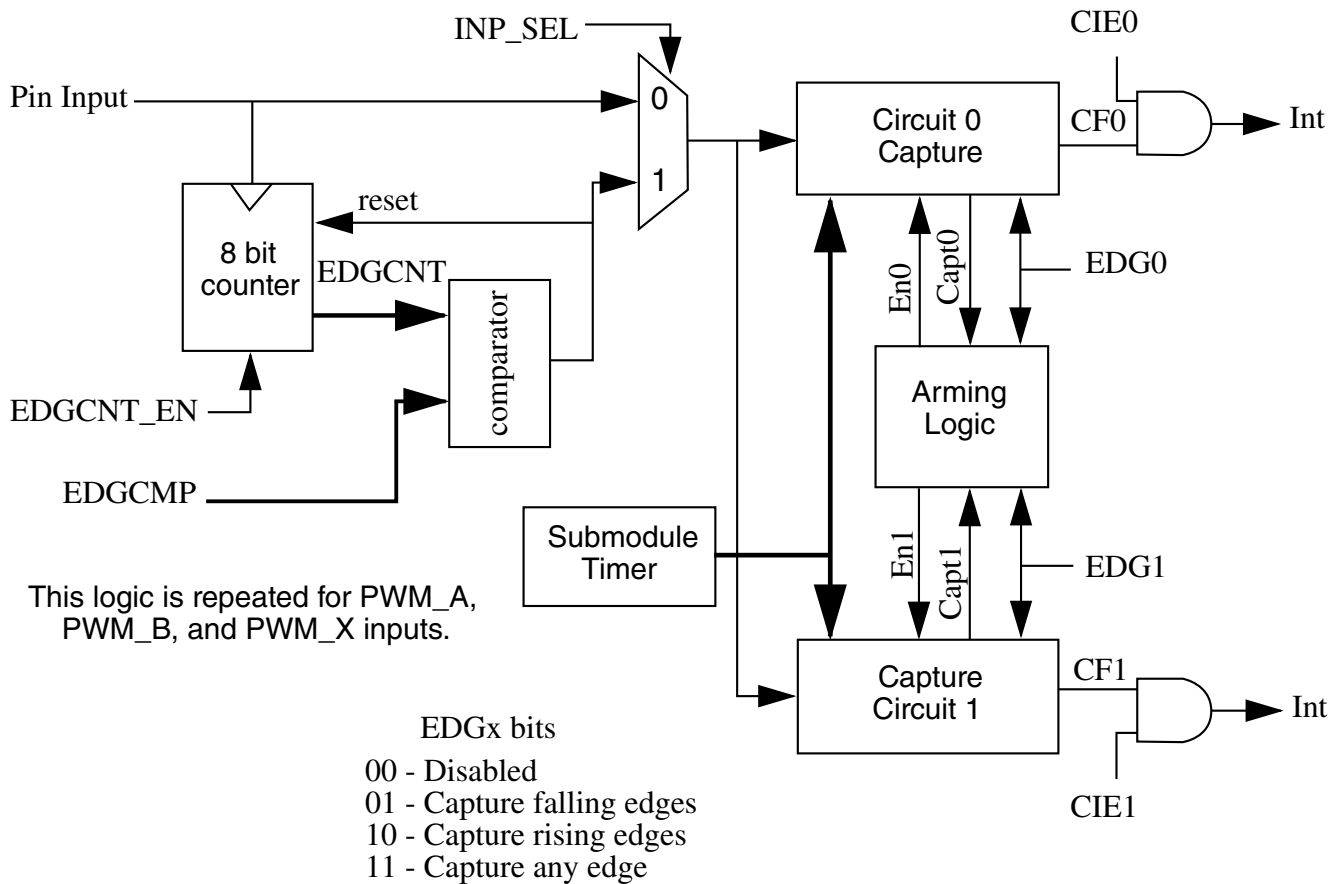 CIE0
INP_SEL
Pin Input
0
Circuit 0
Capture
CF0
Int
1
reset
8 bit
counter
EDGCNT
En0
Capt0
EDG0
comparator
EDGCNT_EN
Arming
Logic
EDGCMP
Submodule
Timer
En1
Capt1
EDG1
This logic is repeated for PWM_A,
PWM_B, and PWM_X inputs.
Capture
Circuit 1
CF1
Int
CIE1
EDGx bits
00 - Disabled
01 - Capture falling edges
10 - Capture rising edges
11 - Capture any edge